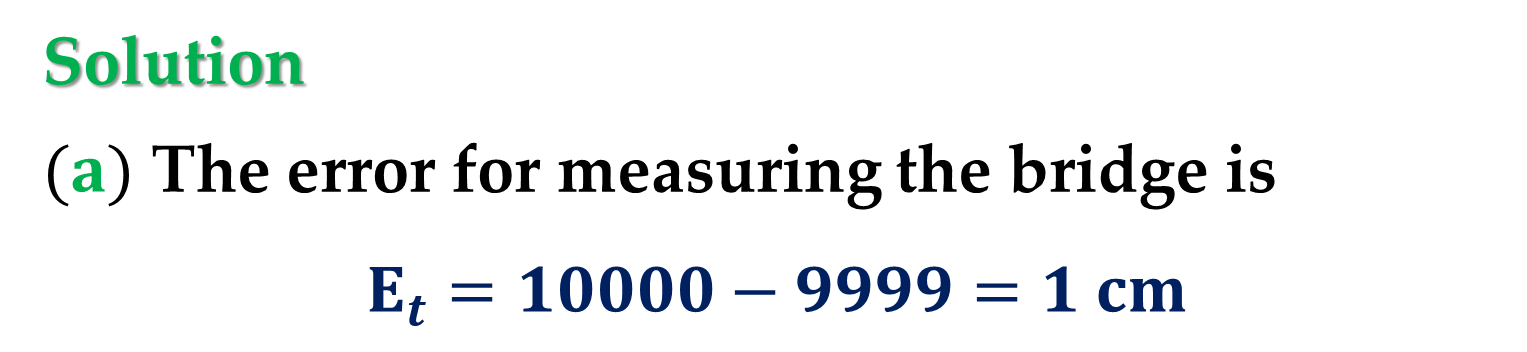 Solution
(a) The error for measuring the bridge is
Eₜ = 10000 − 9999 = 1 cm